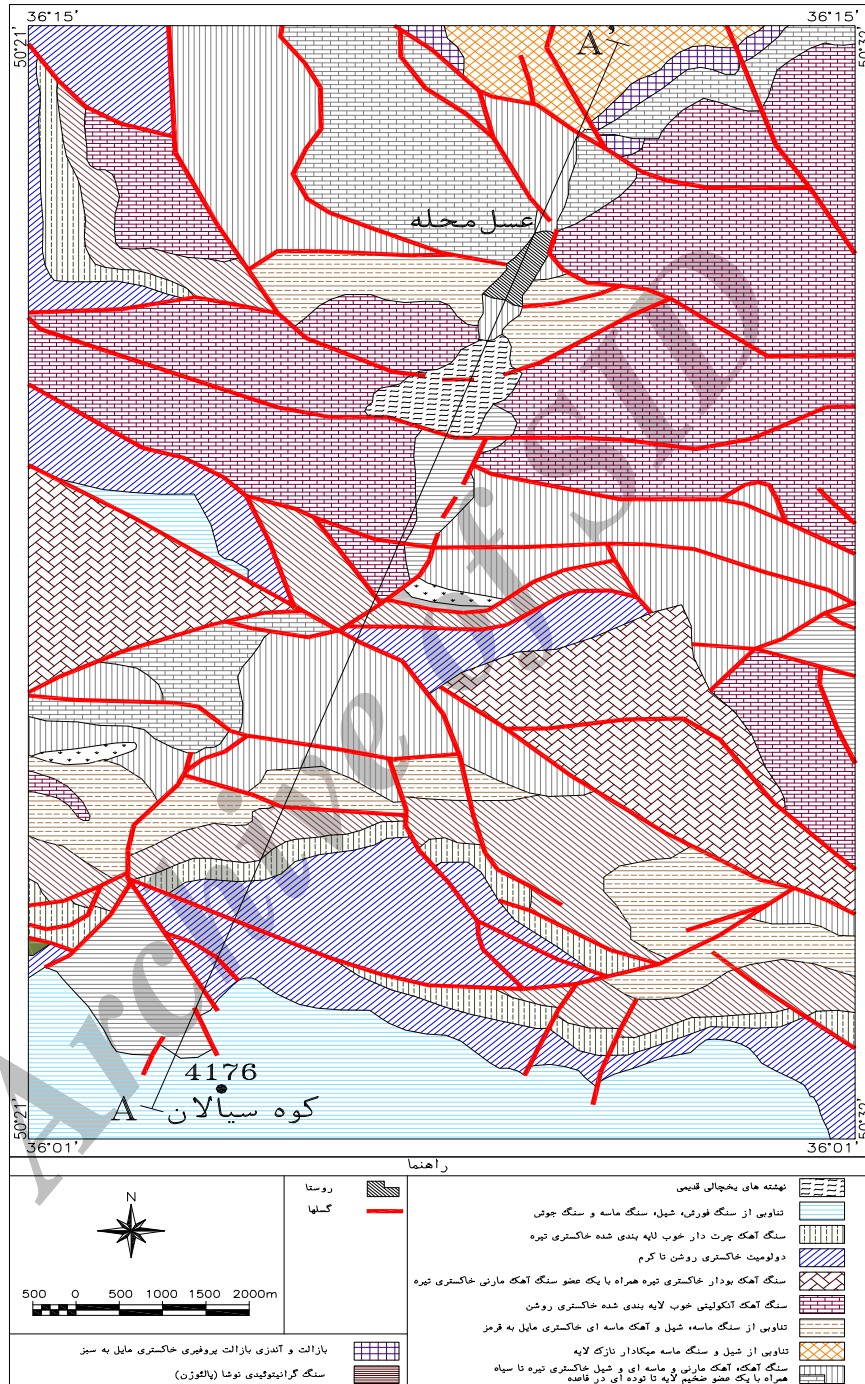 36°15' 36°15'
50°21' 50°32'
A'
عسل محله
4176
کوه سیالان
A
50°21' 50°32'
36°01' 36°01'
Archive of SID
راهنما
نهشته های یخچالی قدیمی
تناوبی از سنگ فورش، شیل، سنگ ماسه و سنگ جوش
سنگ آهک چرت دار خوب لایه بندی شده خاکستری تیره
دولومیت خاکستری روشن تا کرم
سنگ آهک بودار خاکستری تیره همراه با یک عضو سنگ آهک مارنی خاکستری تیره
سنگ آهک آنکولیتی خوب لایه بندی شده خاکستری روشن
تناوبی از سنگ ماسه، شیل و آهک ماسه ای خاکستری مایل به قرمز
تناوبی از شیل و سنگ ماسه میکادار نازک لایه
سنگ آهک، آهک مارنی و ماسه ای و شیل خاکستری تیره تا سیاه
همراه با یک عضو ضخیم لایه تا توده ای در قاعده
روستا
گسلها
N
500 0 500 1000 1500 2000m
بازالت و آندزی بازالت پروفیری خاکستری مایل به سبز
سنگ گرانیتوئیدی نوشا (پالئوژن)